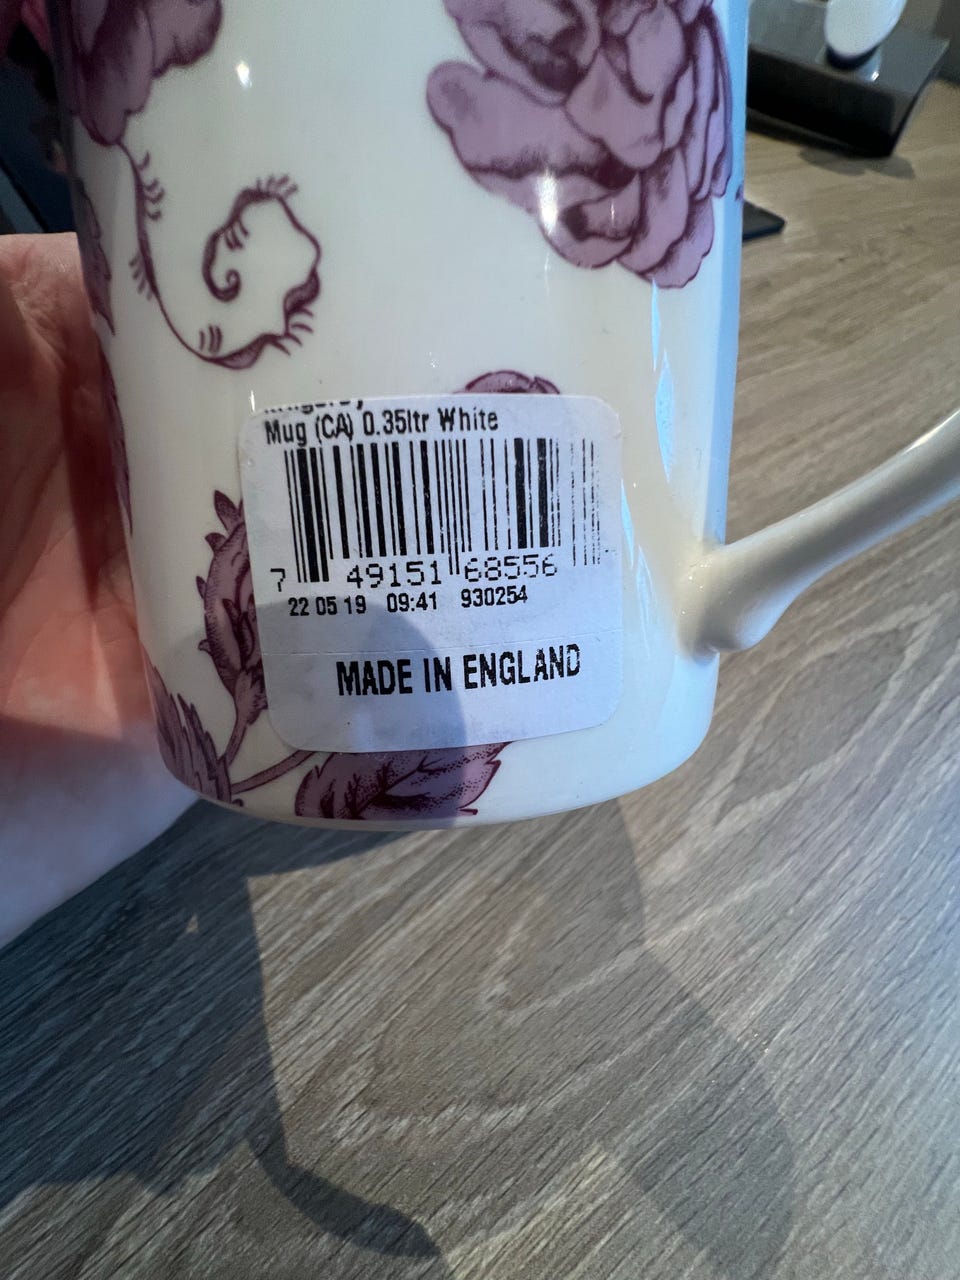 Mug (CA) 0.35ltr White
7 49151 68556
22 05 19 09:41 930254
MADE IN ENGLAND